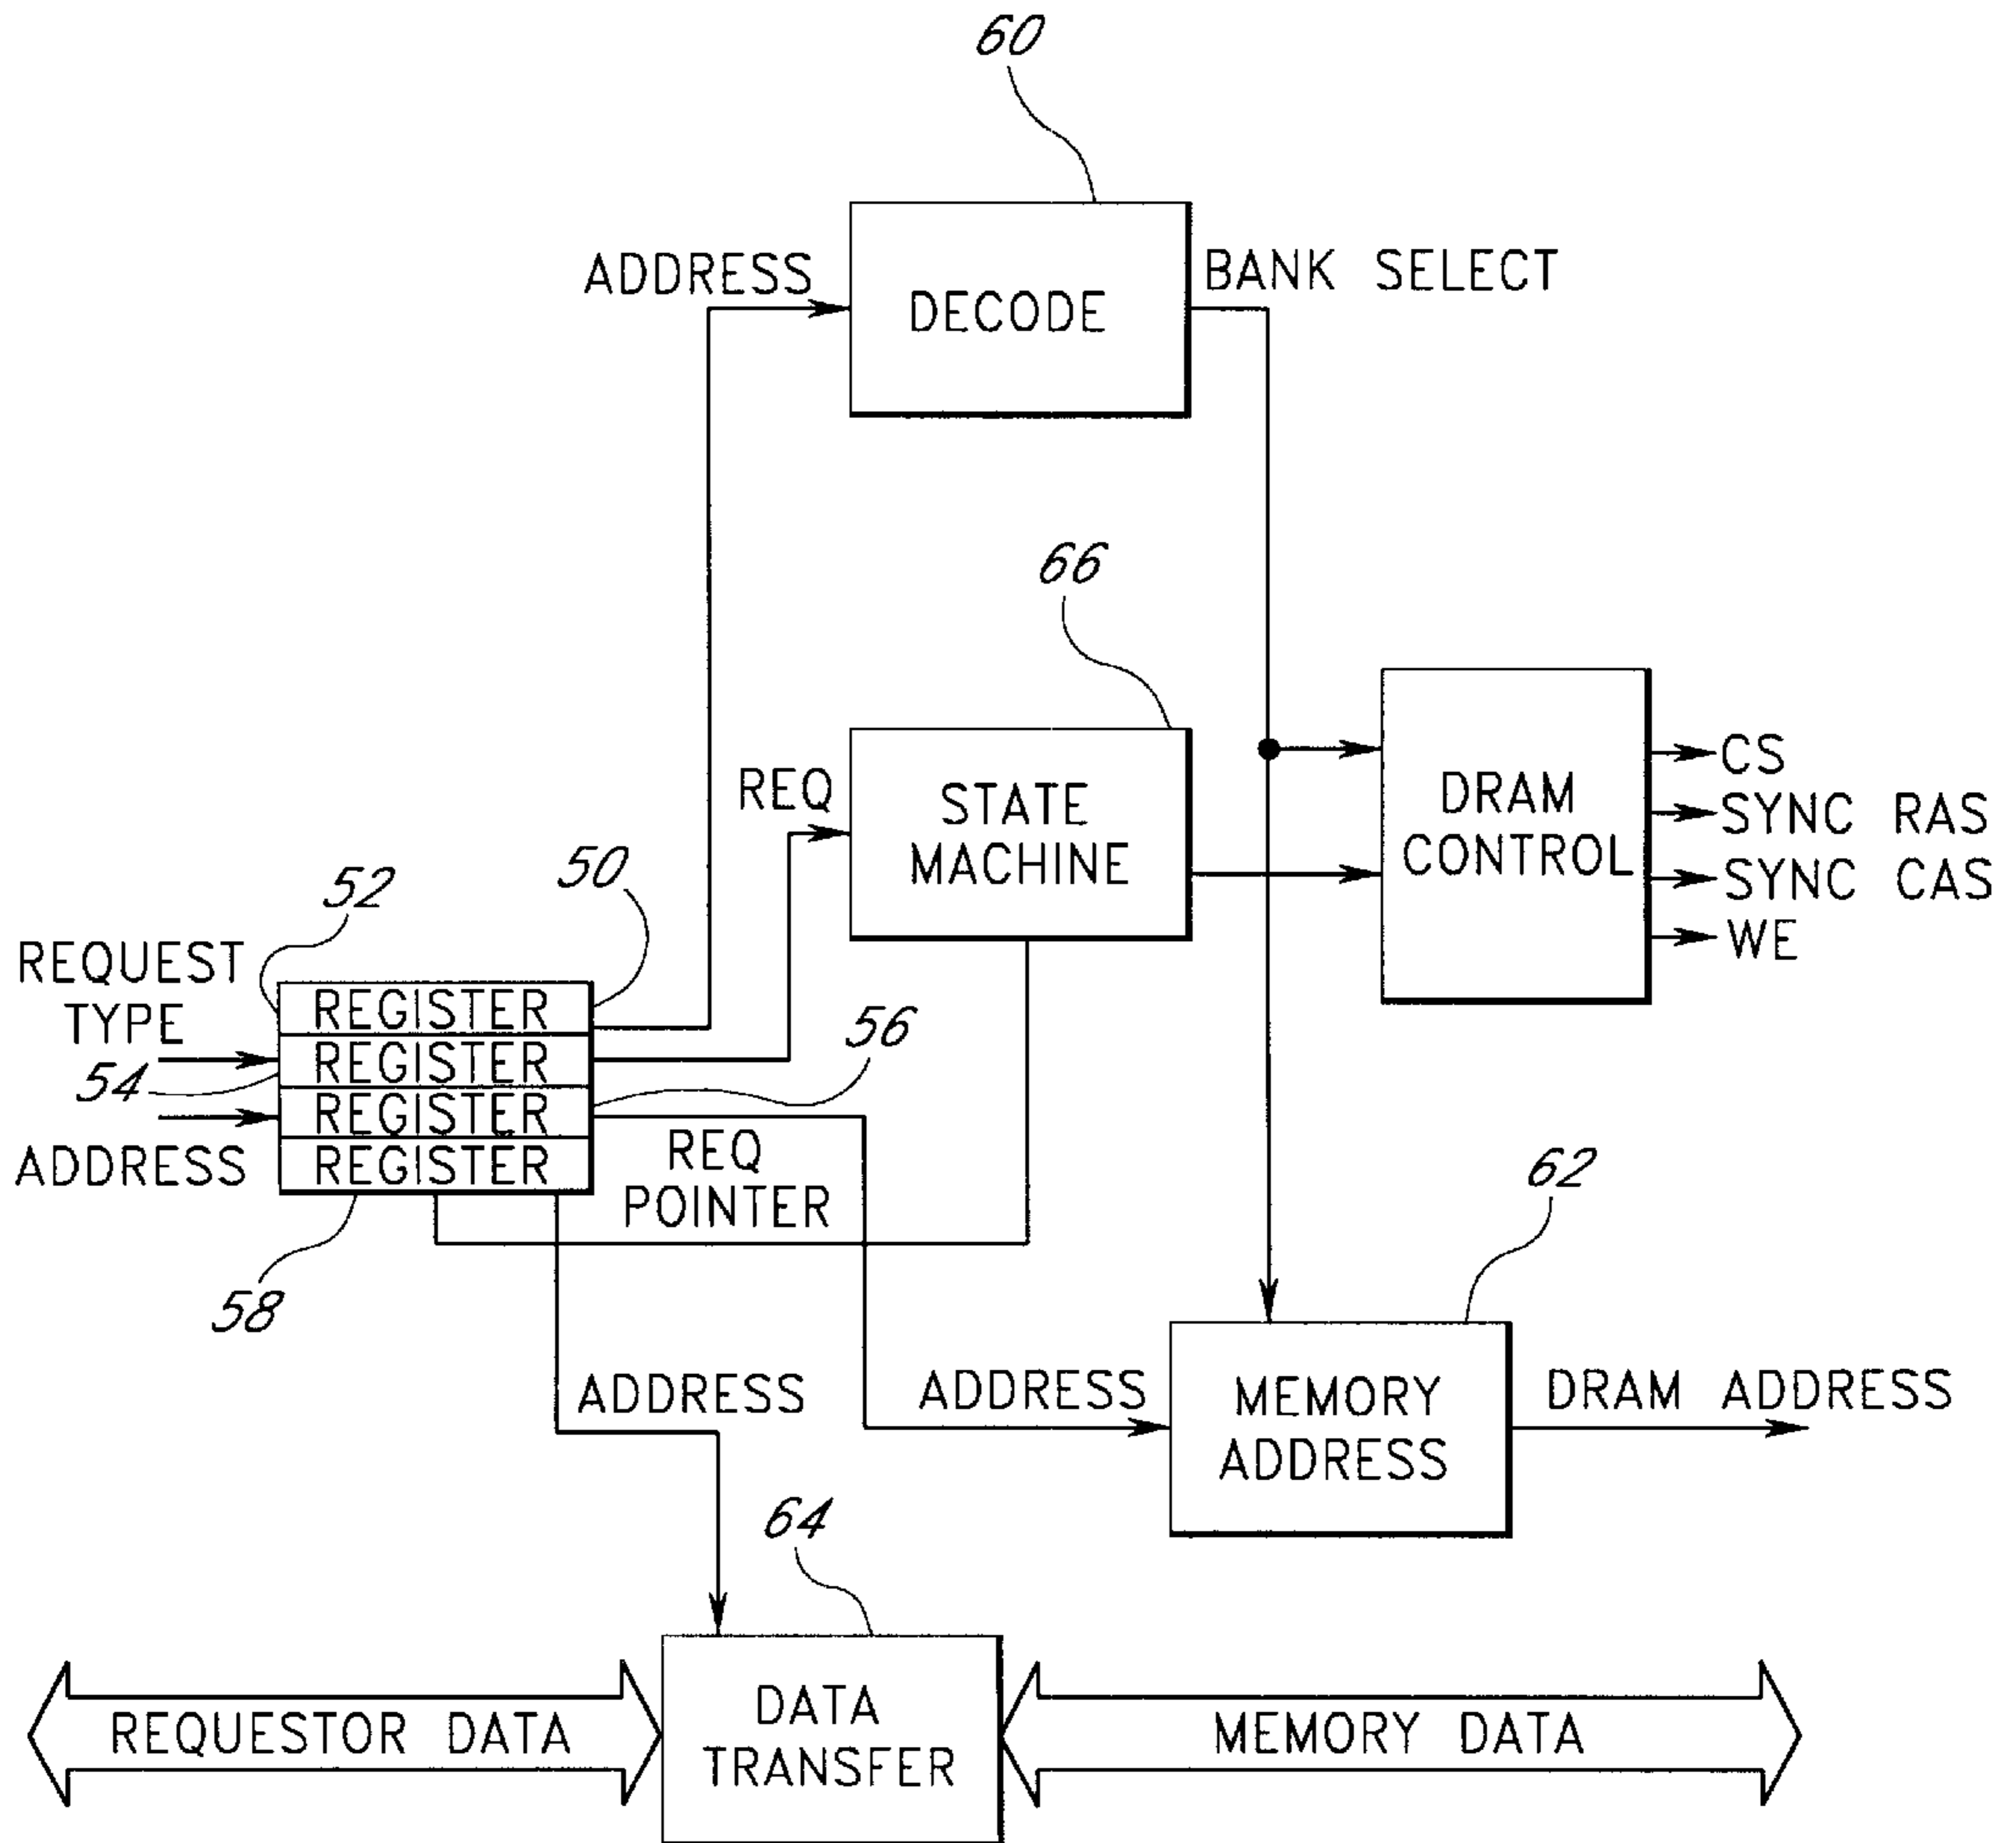 60
ADDRESS
DECODE
BANK SELECT
66
REQ
STATE
MACHINE
DRAM
CONTROL
CS
SYNC RAS
SYNC CAS
WE
52
50
REQUEST
TYPE
54
ADDRESS
REGISTER
REGISTER
REGISTER
REGISTER
56
58
REQ
POINTER
62
ADDRESS
ADDRESS
MEMORY
ADDRESS
DRAM ADDRESS
64
REQUESTOR DATA
DATA
TRANSFER
MEMORY DATA